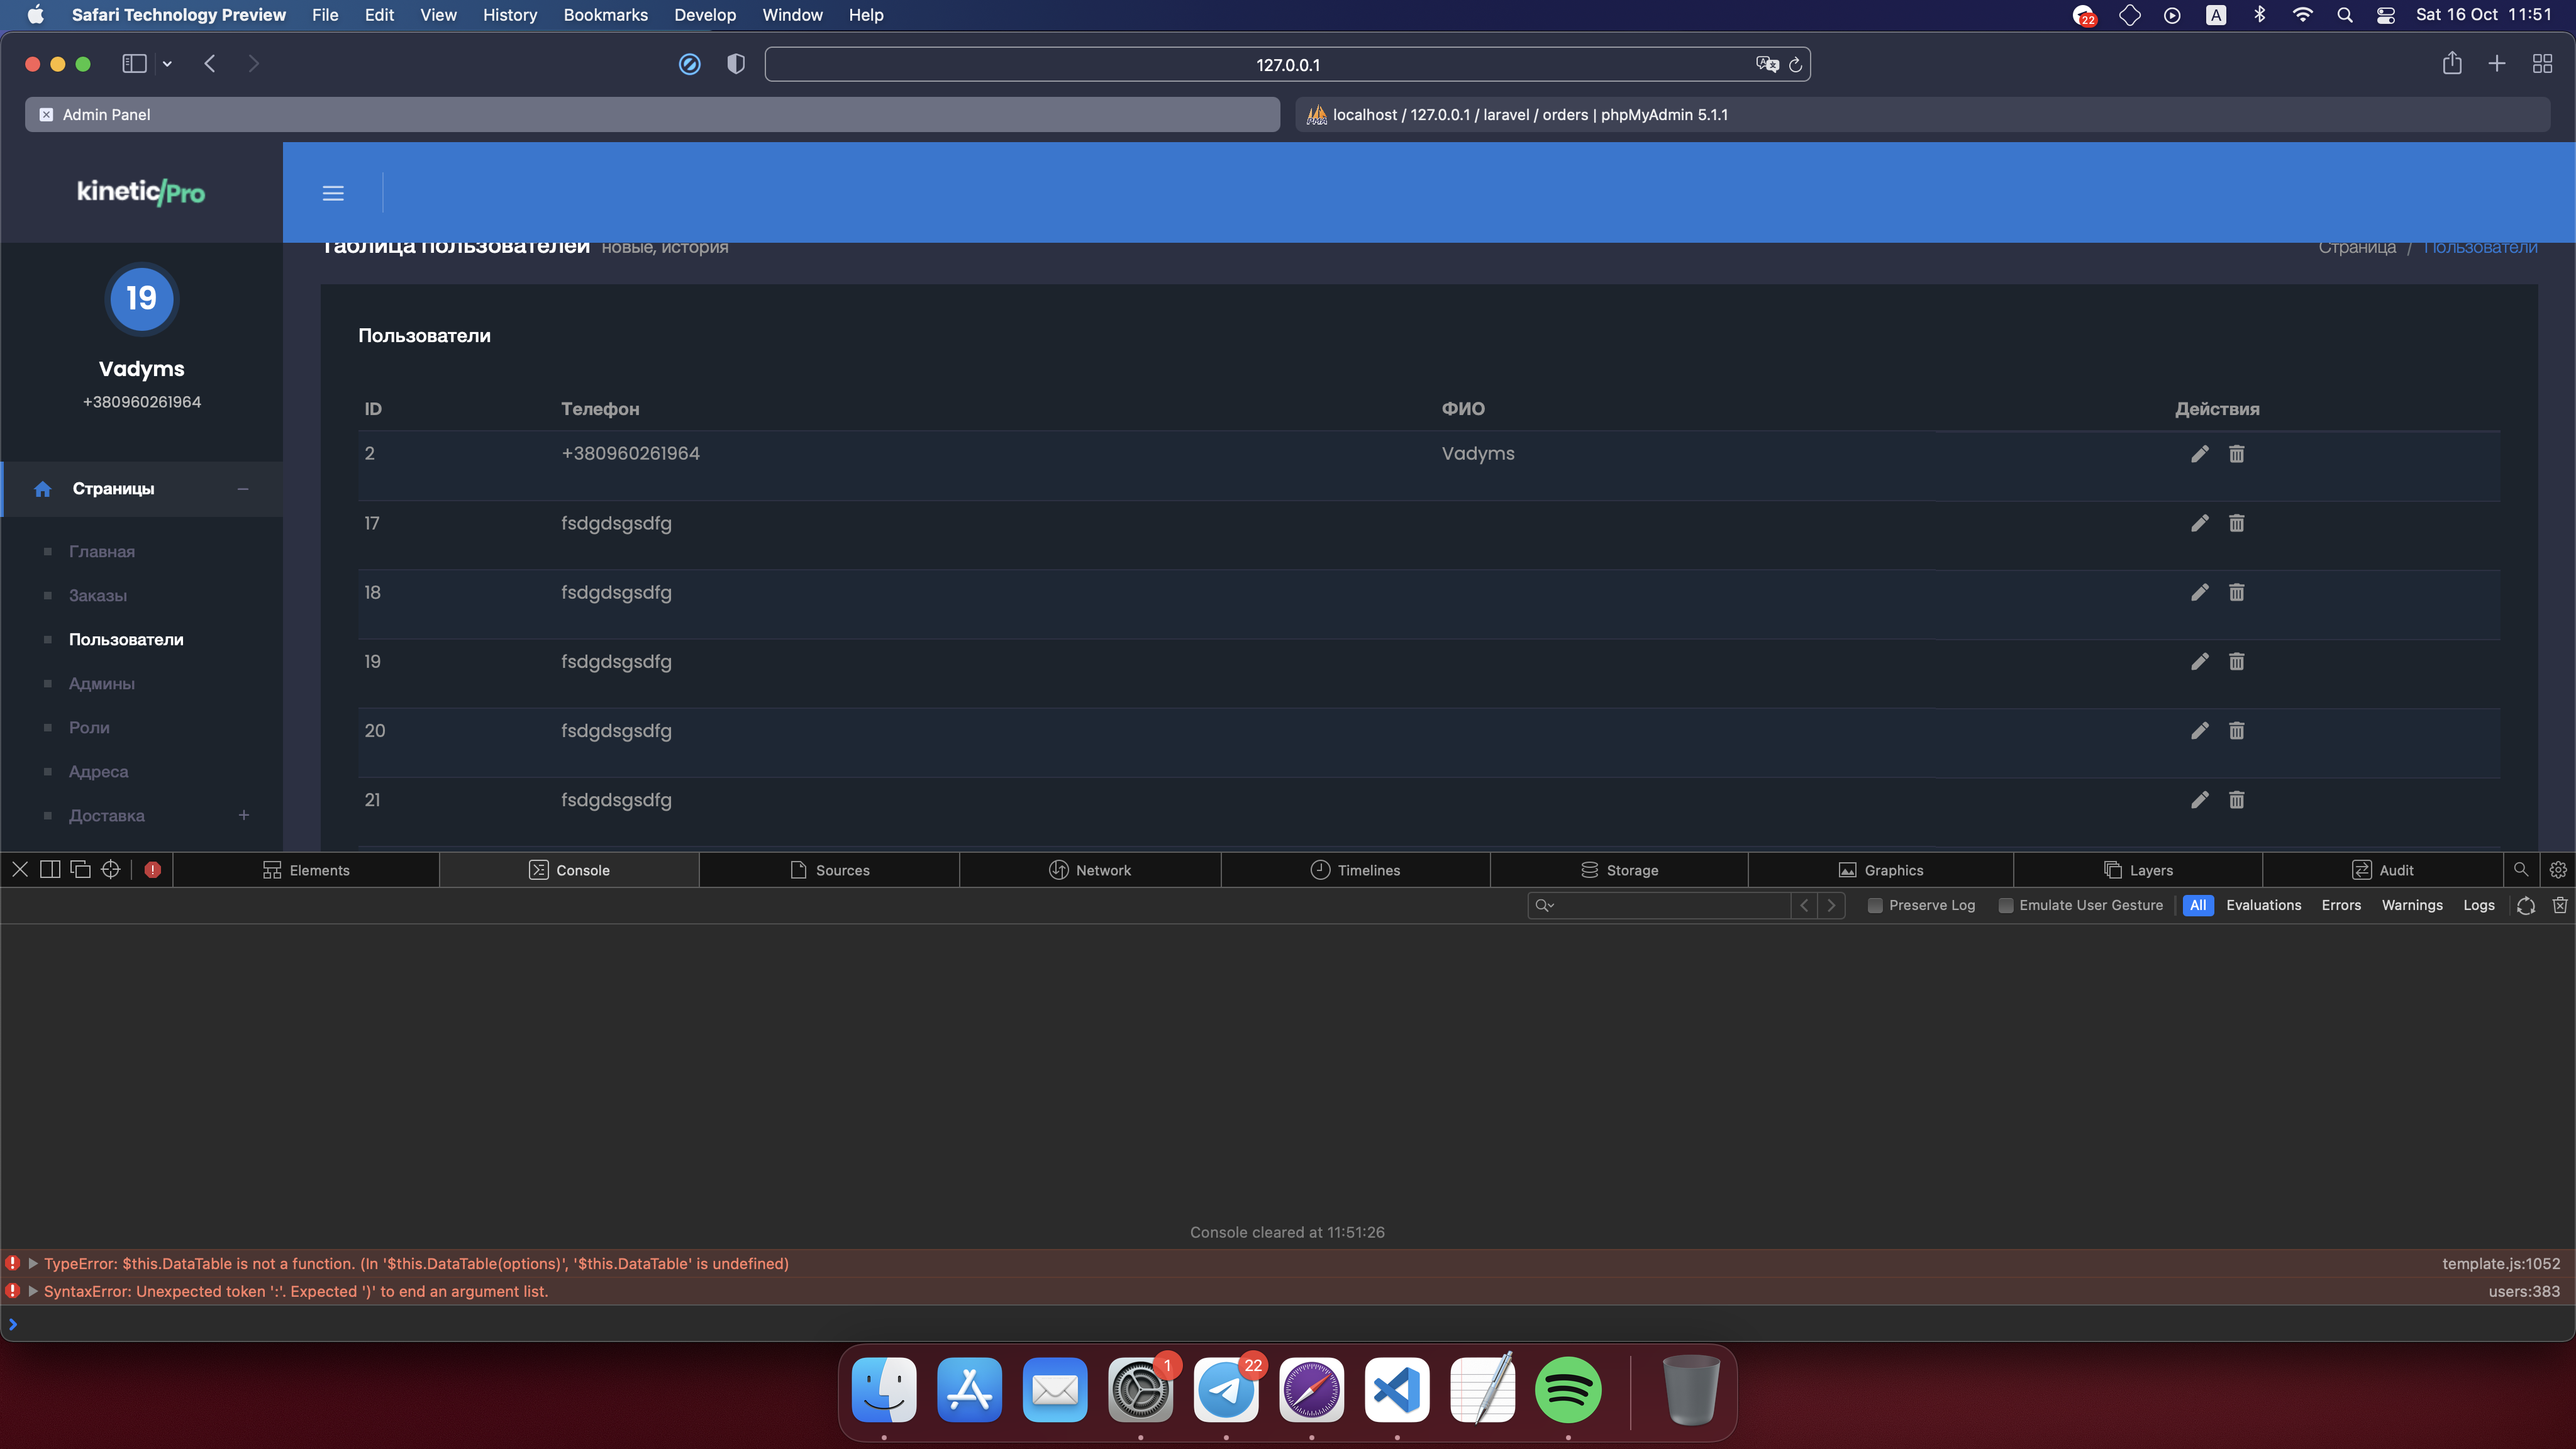 Safari Technology Preview File Edit View History Bookmarks Develop Window Help 22 A Sat 16 Oct 11:51
127.0.0.1
Admin Panel
localhost / 127.0.0.1 / laravel / orders | phpMyAdmin 5.1.1
kinetic/Pro
Таблица пользователей новые, история
Страница / Пользователи
19
Vadyms
+380960261964
Страницы
Главная
Заказы
Пользователи
Админы
Роли
Адреса
Доставка
Пользователи
ID Телефон ФИО Действия
2 +380960261964 Vadyms
17 fsdgdsgsdfg
18 fsdgdsgsdfg
19 fsdgdsgsdfg
20 fsdgdsgsdfg
21 fsdgdsgsdfg
Elements Console Sources Network Timelines Storage Graphics Layers Audit
Preserve Log Emulate User Gesture All Evaluations Errors Warnings Logs
Console cleared at 11:51:26
TypeError: $this.DataTable is not a function. (In '$this.DataTable(options)', '$this.DataTable' is undefined) template.js:1052
SyntaxError: Unexpected token ':'. Expected ')' to end an argument list. users:383
1
22